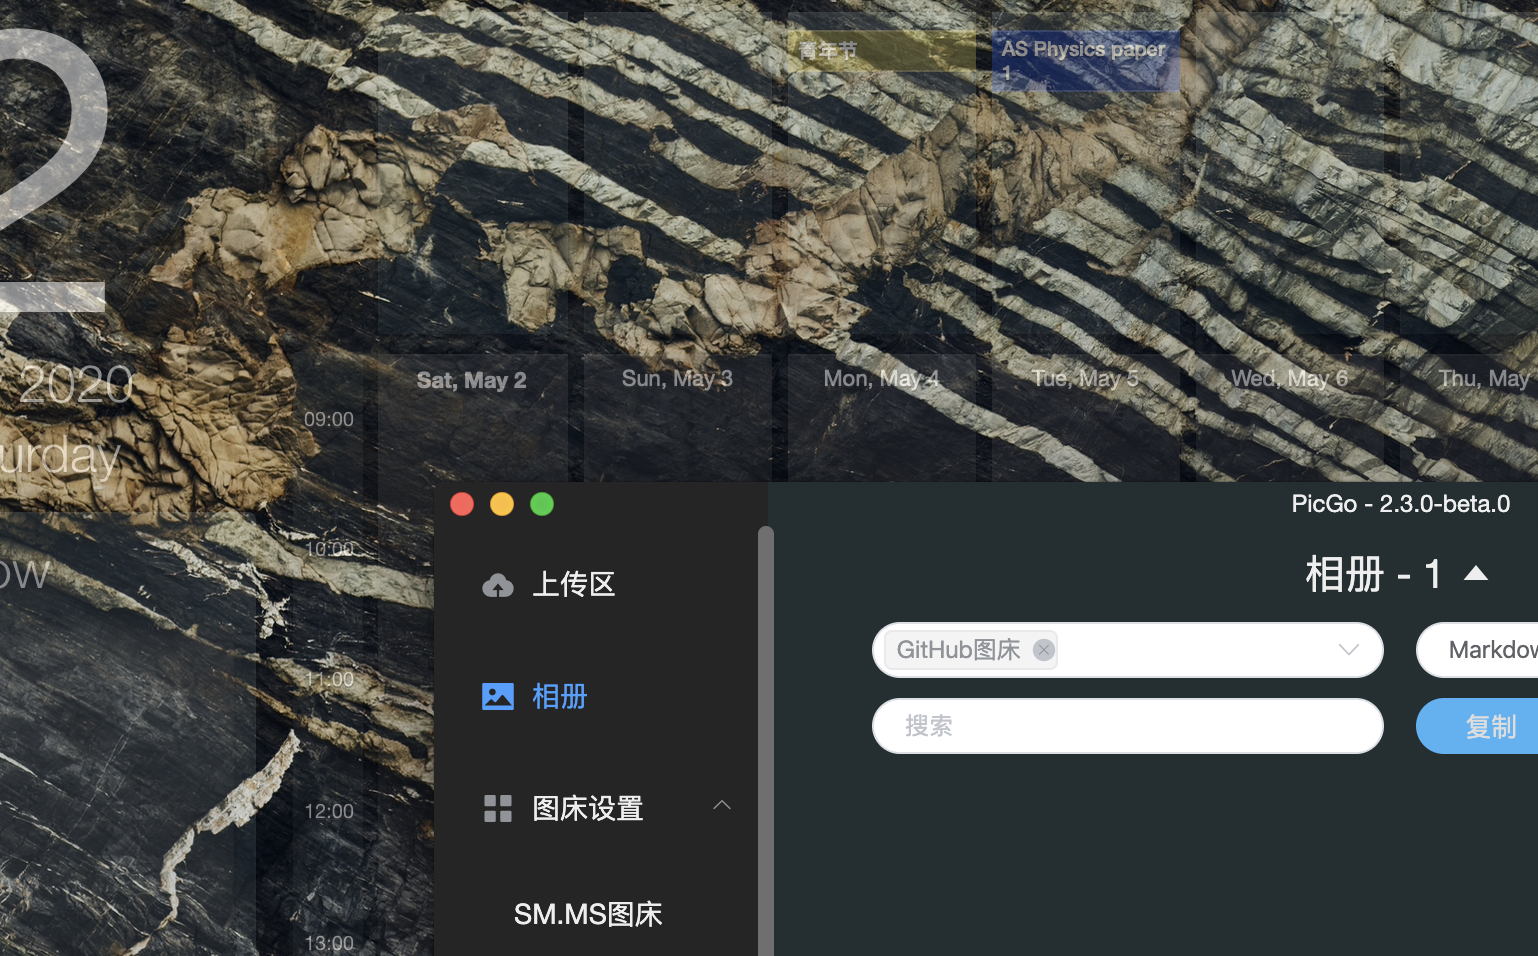 2
2020
urday
ow
青年节
AS Physics paper
1
Sat, May 2
Sun, May 3
Mon, May 4
Tue, May 5
Wed, May 6
Thu, May
09:00
10:00
11:00
12:00
13:00
PicGo - 2.3.0-beta.0
上传区
相册
图床设置
SM.MS图床
相册 - 1
GitHub图床
Markdow
搜索
复制